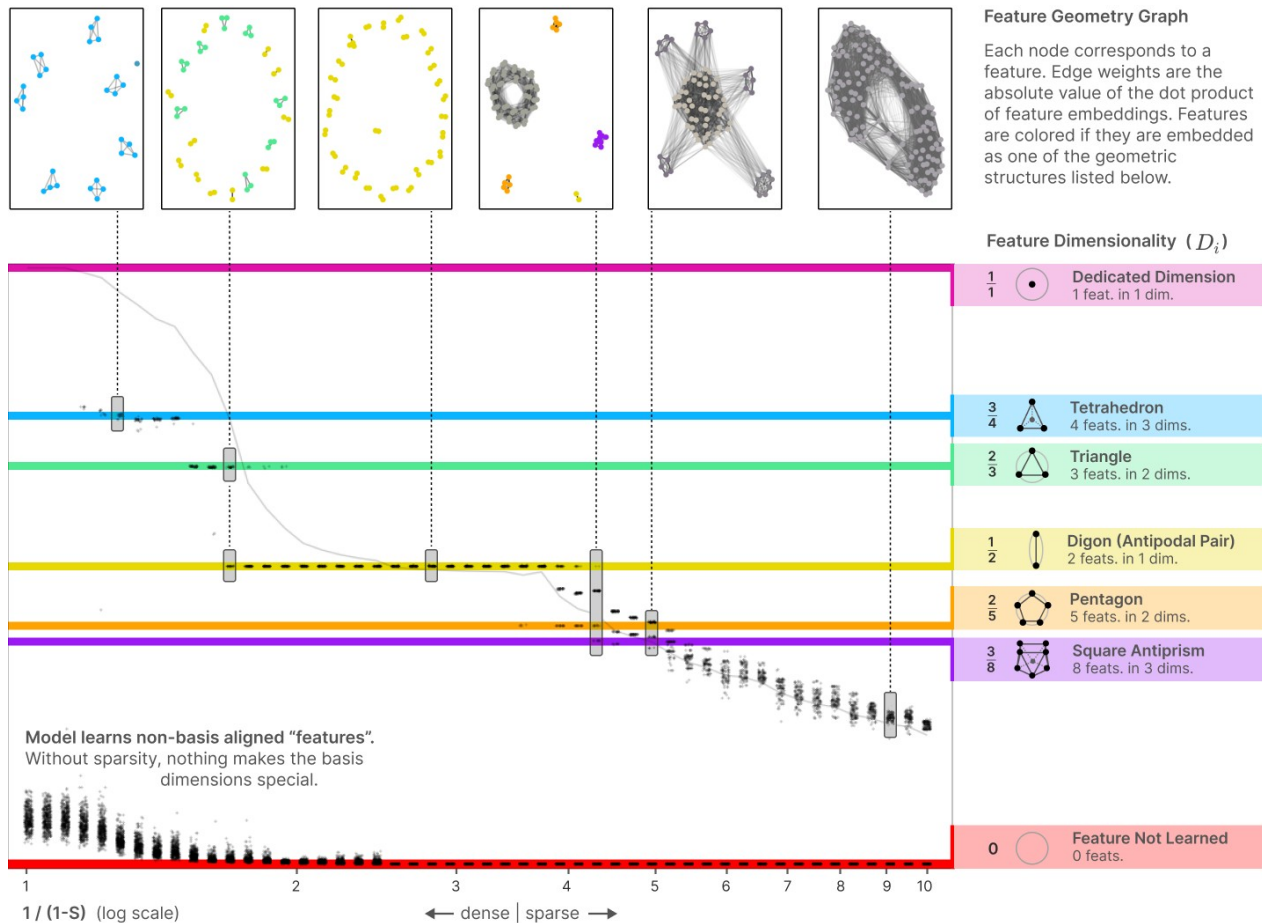 Feature Geometry Graph
Each node corresponds to a
feature. Edge weights are the
absolute value of the dot product
of feature embeddings. Features
are colored if they are embedded
as one of the geometric
structures listed below.
Feature Dimensionality ( D_i )
1/1 Dedicated Dimension
1 feat. in 1 dim.
3/4 Tetrahedron
4 feats. in 3 dims.
2/3 Triangle
3 feats. in 2 dims.
1/2 Digon (Antipodal Pair)
2 feats. in 1 dim.
2/5 Pentagon
5 feats. in 2 dims.
3/8 Square Antiprism
8 feats. in 3 dims.
Model learns non-basis aligned “features”.
Without sparsity, nothing makes the basis
dimensions special.
0 Feature Not Learned
0 feats.
1 2 3 4 5 6 7 8 9 10
1 / (1-S) (log scale)
← dense | sparse →